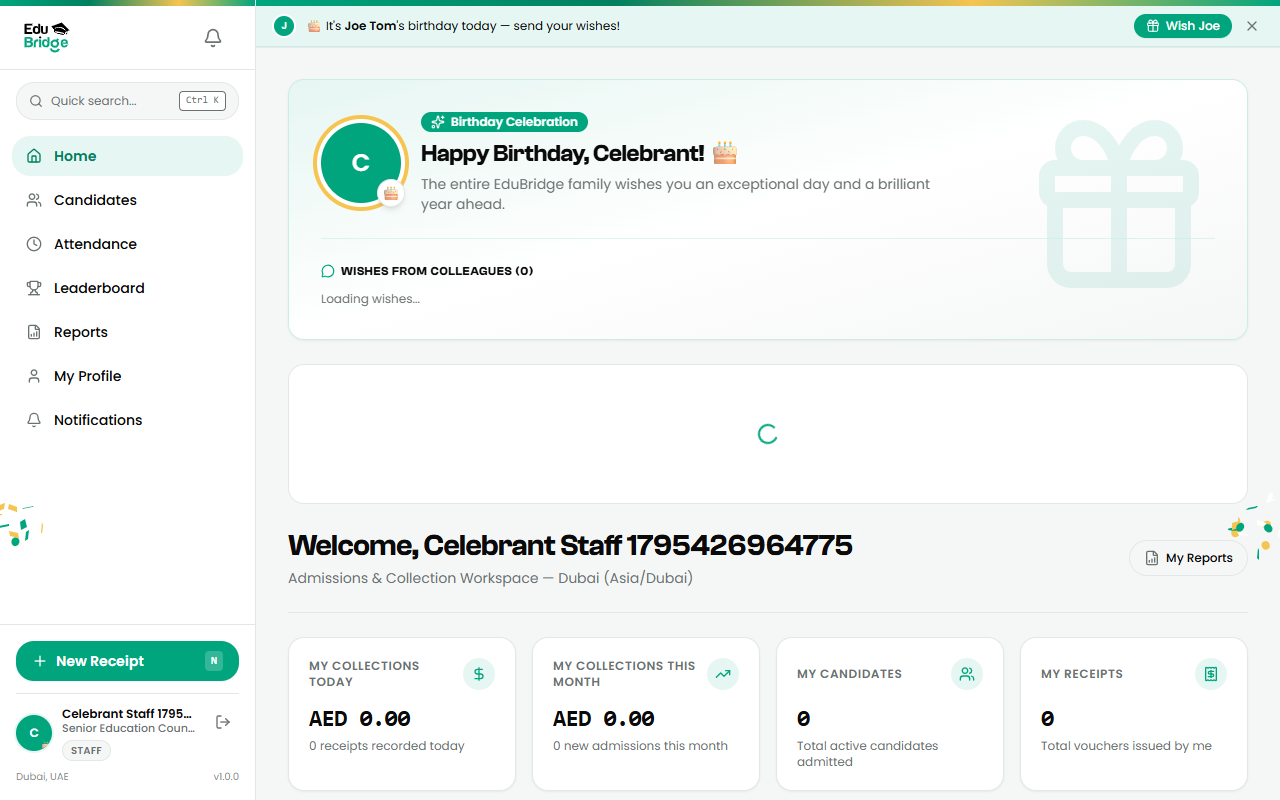 Edu
Bridge
J
🎂 It's Joe Tom's birthday today — send your wishes!
Wish Joe
Quick search...
Ctrl K
Home
Candidates
Attendance
Leaderboard
Reports
My Profile
Notifications
C
Birthday Celebration
Happy Birthday, Celebrant! 🎂
The entire EduBridge family wishes you an exceptional day and a brilliant
year ahead.
WISHES FROM COLLEAGUES (0)
Loading wishes...
Welcome, Celebrant Staff 1795426964775
Admissions & Collection Workspace — Dubai (Asia/Dubai)
My Reports
MY COLLECTIONS
TODAY
AED 0.00
0 receipts recorded today
MY COLLECTIONS THIS
MONTH
AED 0.00
0 new admissions this month
MY CANDIDATES
0
Total active candidates
admitted
MY RECEIPTS
0
Total vouchers issued by me
New Receipt
N
C
Celebrant Staff 1795...
Senior Education Coun...
STAFF
Dubai, UAE
v1.0.0